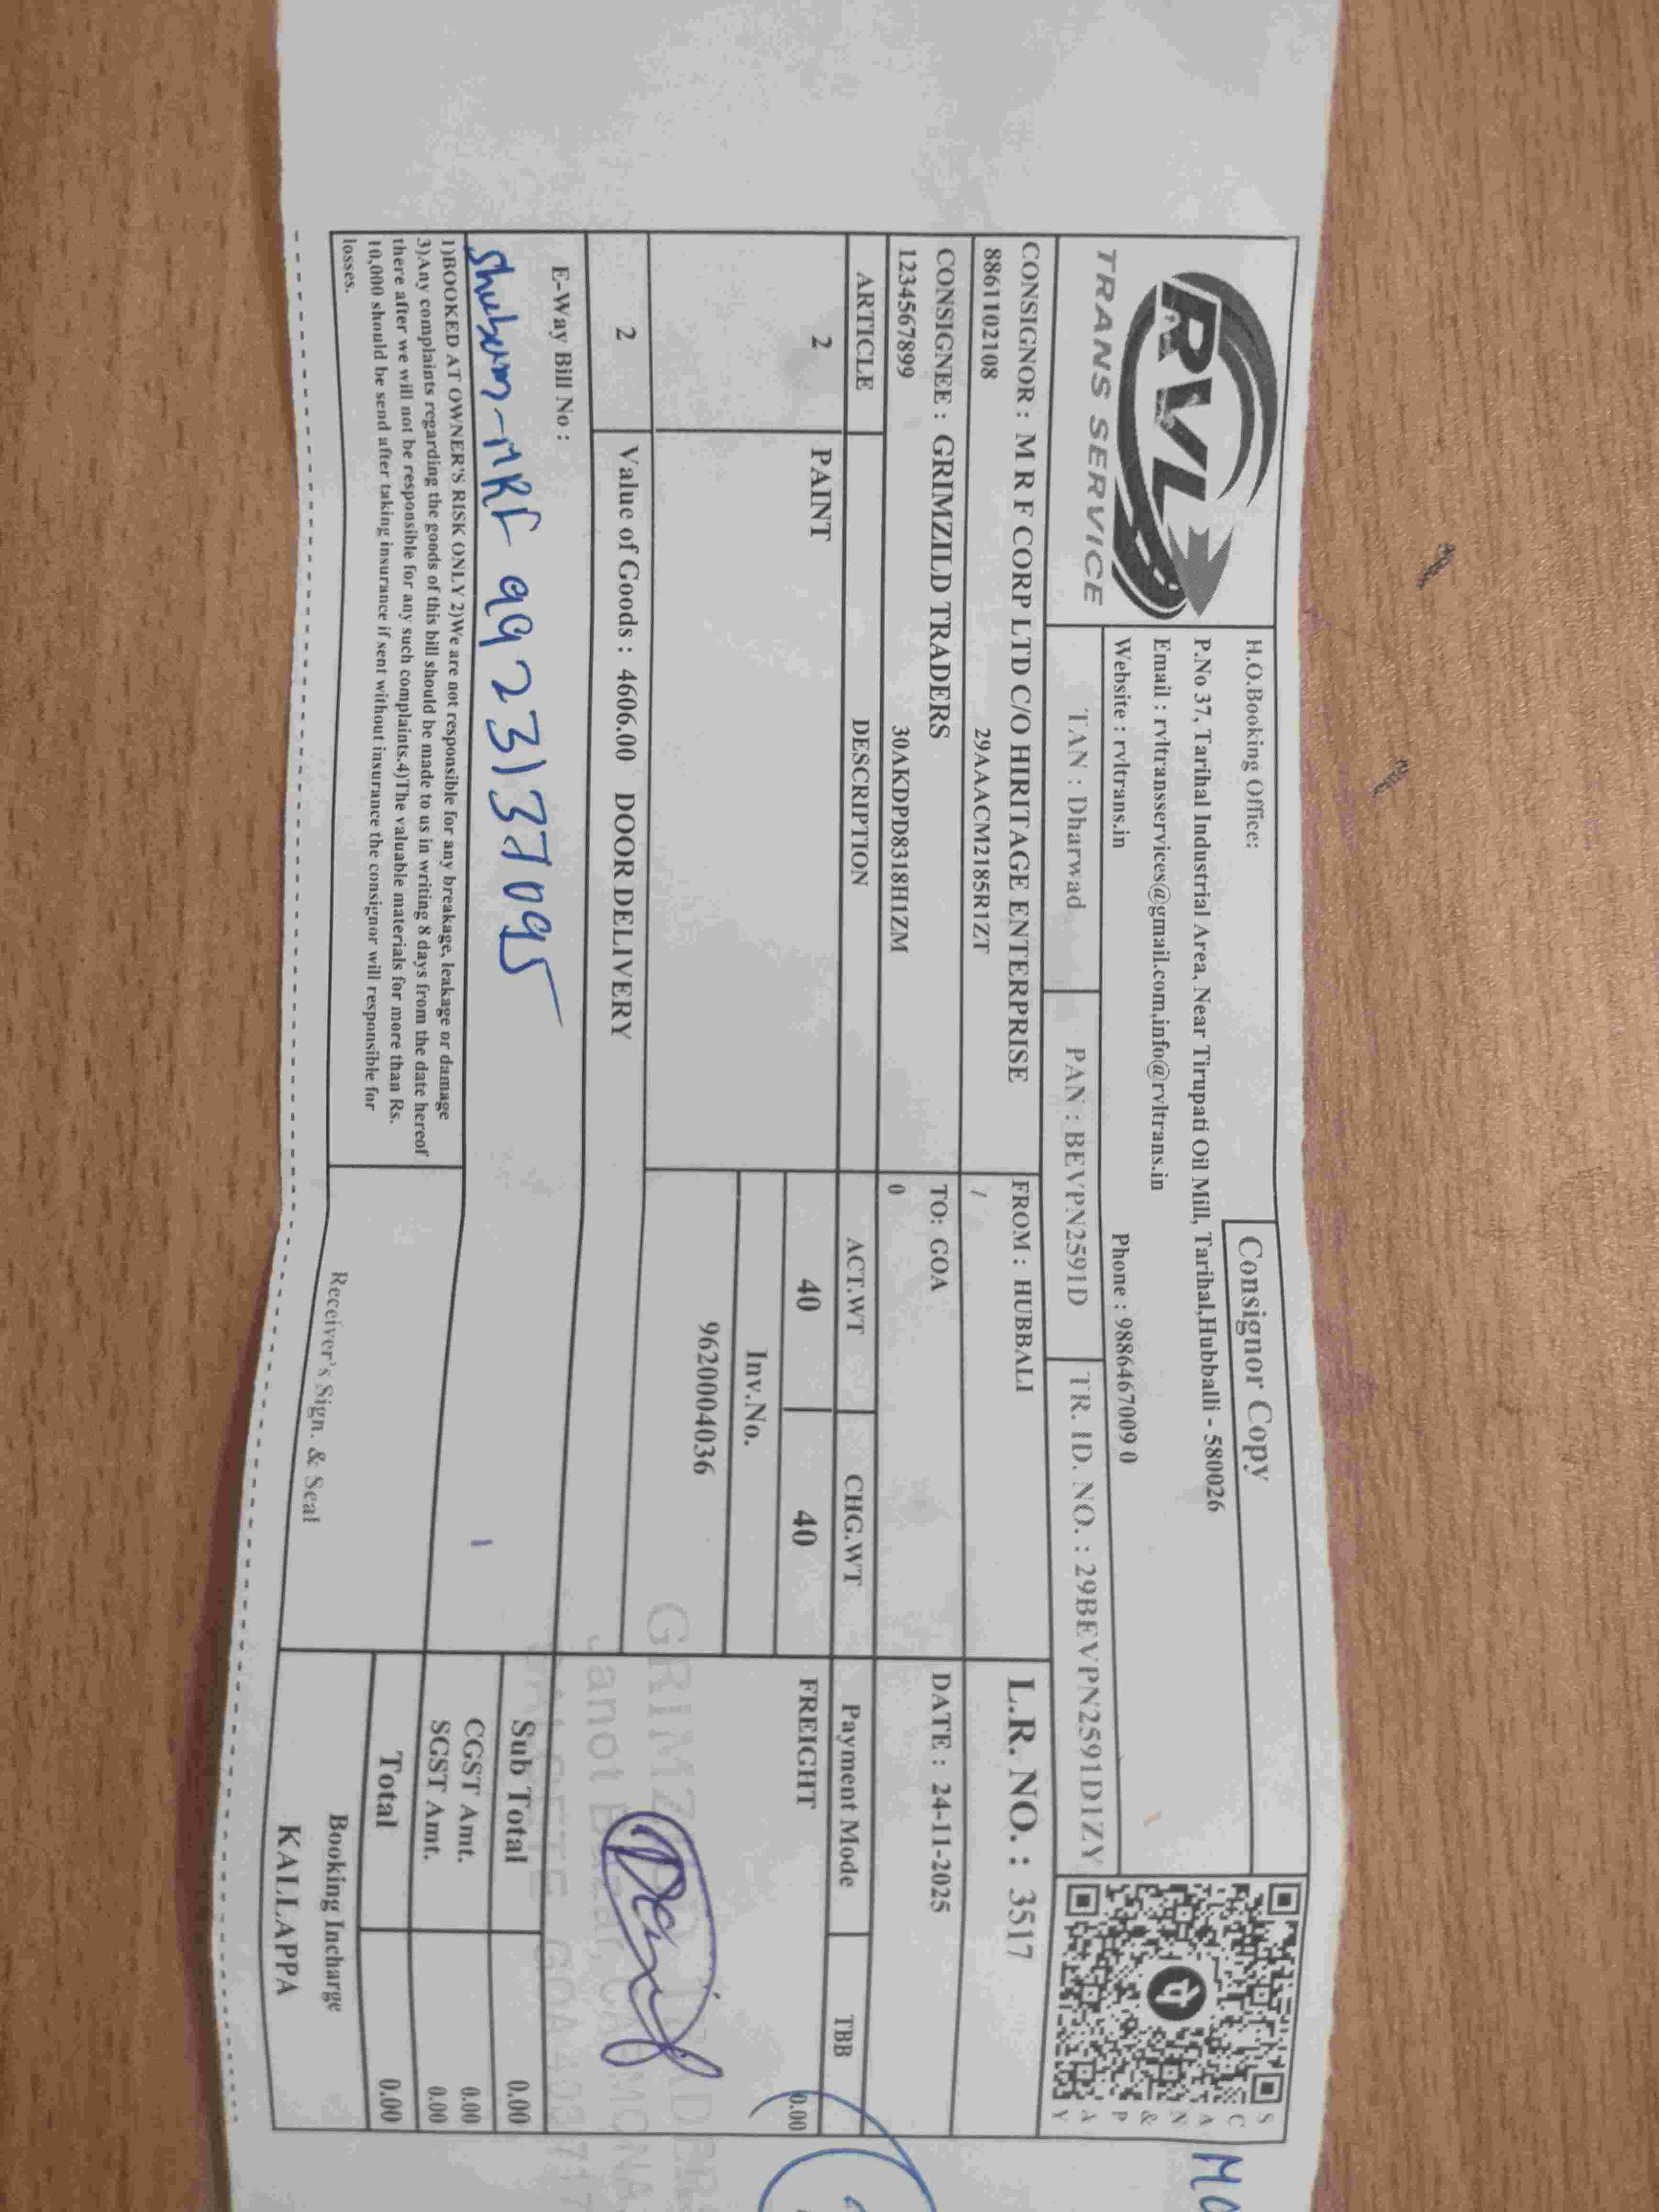 RVL
TRANS SERVICE
Consignor Copy
H.O.Booking Office:
P.No 37, Tarihal Industrial Area, Near Tirupati Oil Mill, Tarihal,Hubballi - 580026
Email : rvltransservices@gmail.com,info@rvltrans.in
Website : rvltrans.in Phone : 9886467009 0
SCAN & PAY
TAN : Dharwad PAN : BEVPN2591D TR. ID. NO. : 29BEVPN2591D1ZY
CONSIGNOR : M R F CORP LTD C/O HIRITAGE ENTERPRISE FROM : HUBBALI L.R. NO. : 3517
8861102108 29AAACM2185R1ZT /
CONSIGNEE : GRIMZILD TRADERS TO: GOA DATE : 24-11-2025
1234567899 30AKDPD8318H1ZM 0
ARTICLE DESCRIPTION ACT.WT CHG.WT Payment Mode TBB
2 PAINT 40 40 FREIGHT 0.00
Inv.No.
9620004036
2 Value of Goods : 4606.00 DOOR DELIVERY
E-Way Bill No :
Shubam-MRF 9923137095
Sub Total 0.00
CGST Amt. 0.00
SGST Amt. 0.00
Total 0.00
1)BOOKED AT OWNER'S RISK ONLY 2)We are not responsible for any breakage, leakage or damage
3)Any complaints regarding the goods of this bill should be made to us in writing 8 days from the date hereof
there after we will not be responsible for any such complaints.4)The valuable materials for more than Rs.
10,000 should be send after taking insurance if sent without insurance the consignor will responsible for
losses.
Receiver's Sign. & Seal
Booking Incharge
KALLAPPA